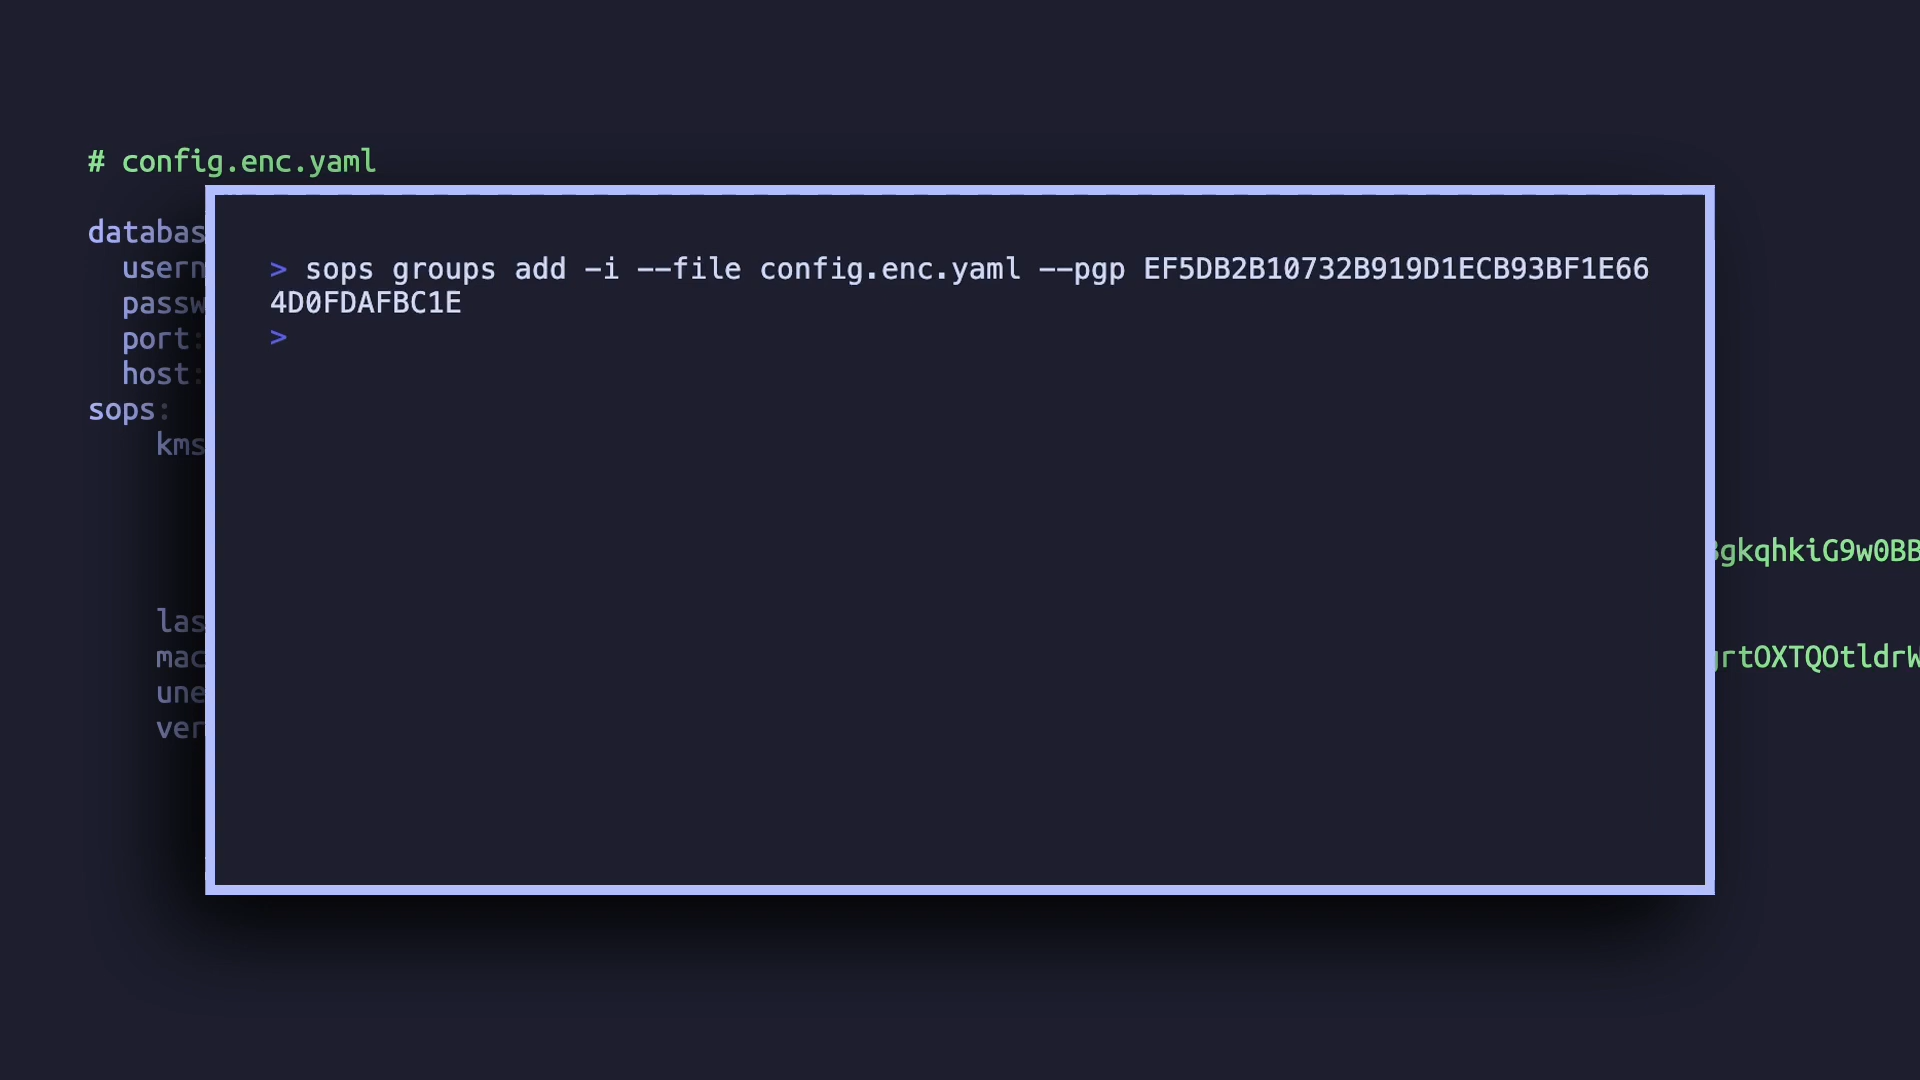 # config.enc.yaml
databas
usern
passw
port:
host:
sops:
kms
las
mac
une
ver
> sops groups add -i --file config.enc.yaml --pgp EF5DB2B10732B919D1ECB93BF1E66
4D0FDAFBC1E
>
gkqhkiG9w0BB
rtOXTQOtldrW